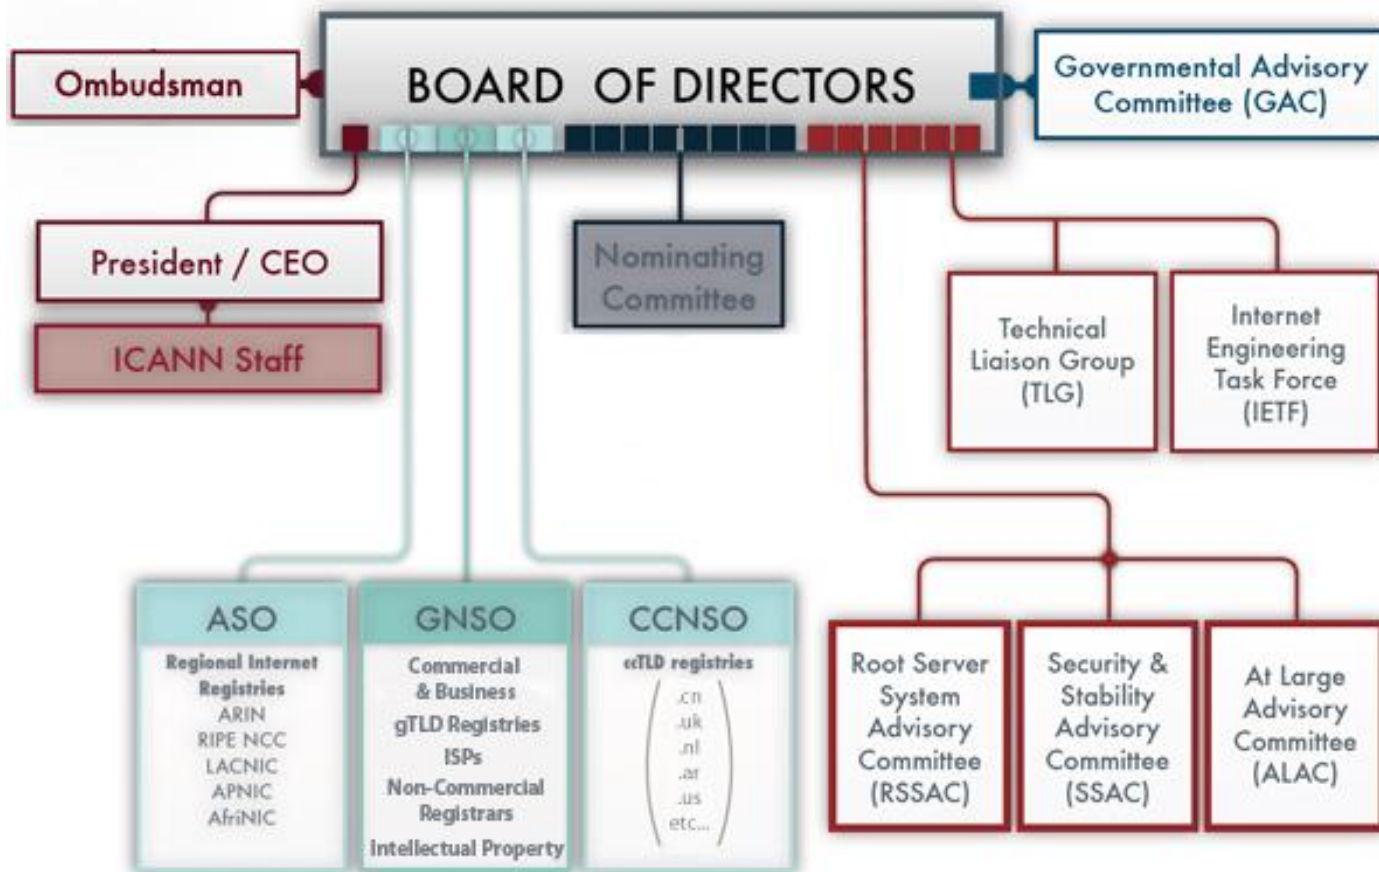 BOARD OF DIRECTORS
Ombudsman
Governmental Advisory
Committee (GAC)
President / CEO
ICANN Staff
Nominating
Committee
Technical
Liaison Group
(TLG)
Internet
Engineering
Task Force
(IETF)
ASO
Regional Internet
Registries
ARIN
RIPE NCC
LACNIC
APNIC
AfriNIC
GNSO
Commercial
& Business
gTLD Registries
ISPs
Non-Commercial
Registrars
Intellectual Property
CCNSO
ccTLD registries
.cn
.uk
.nl
.ar
.us
etc...
Root Server
System
Advisory
Committee
(RSSAC)
Security &
Stability
Advisory
Committee
(SSAC)
At Large
Advisory
Committee
(ALAC)